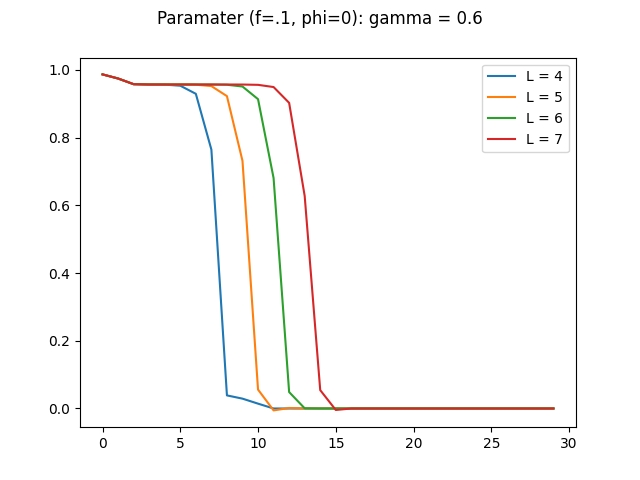 Paramater (f=.1, phi=0): gamma = 0.6
1.0
0.8
0.6
0.4
0.2
0.0
L = 4
L = 5
L = 6
L = 7
0 5 10 15 20 25 30